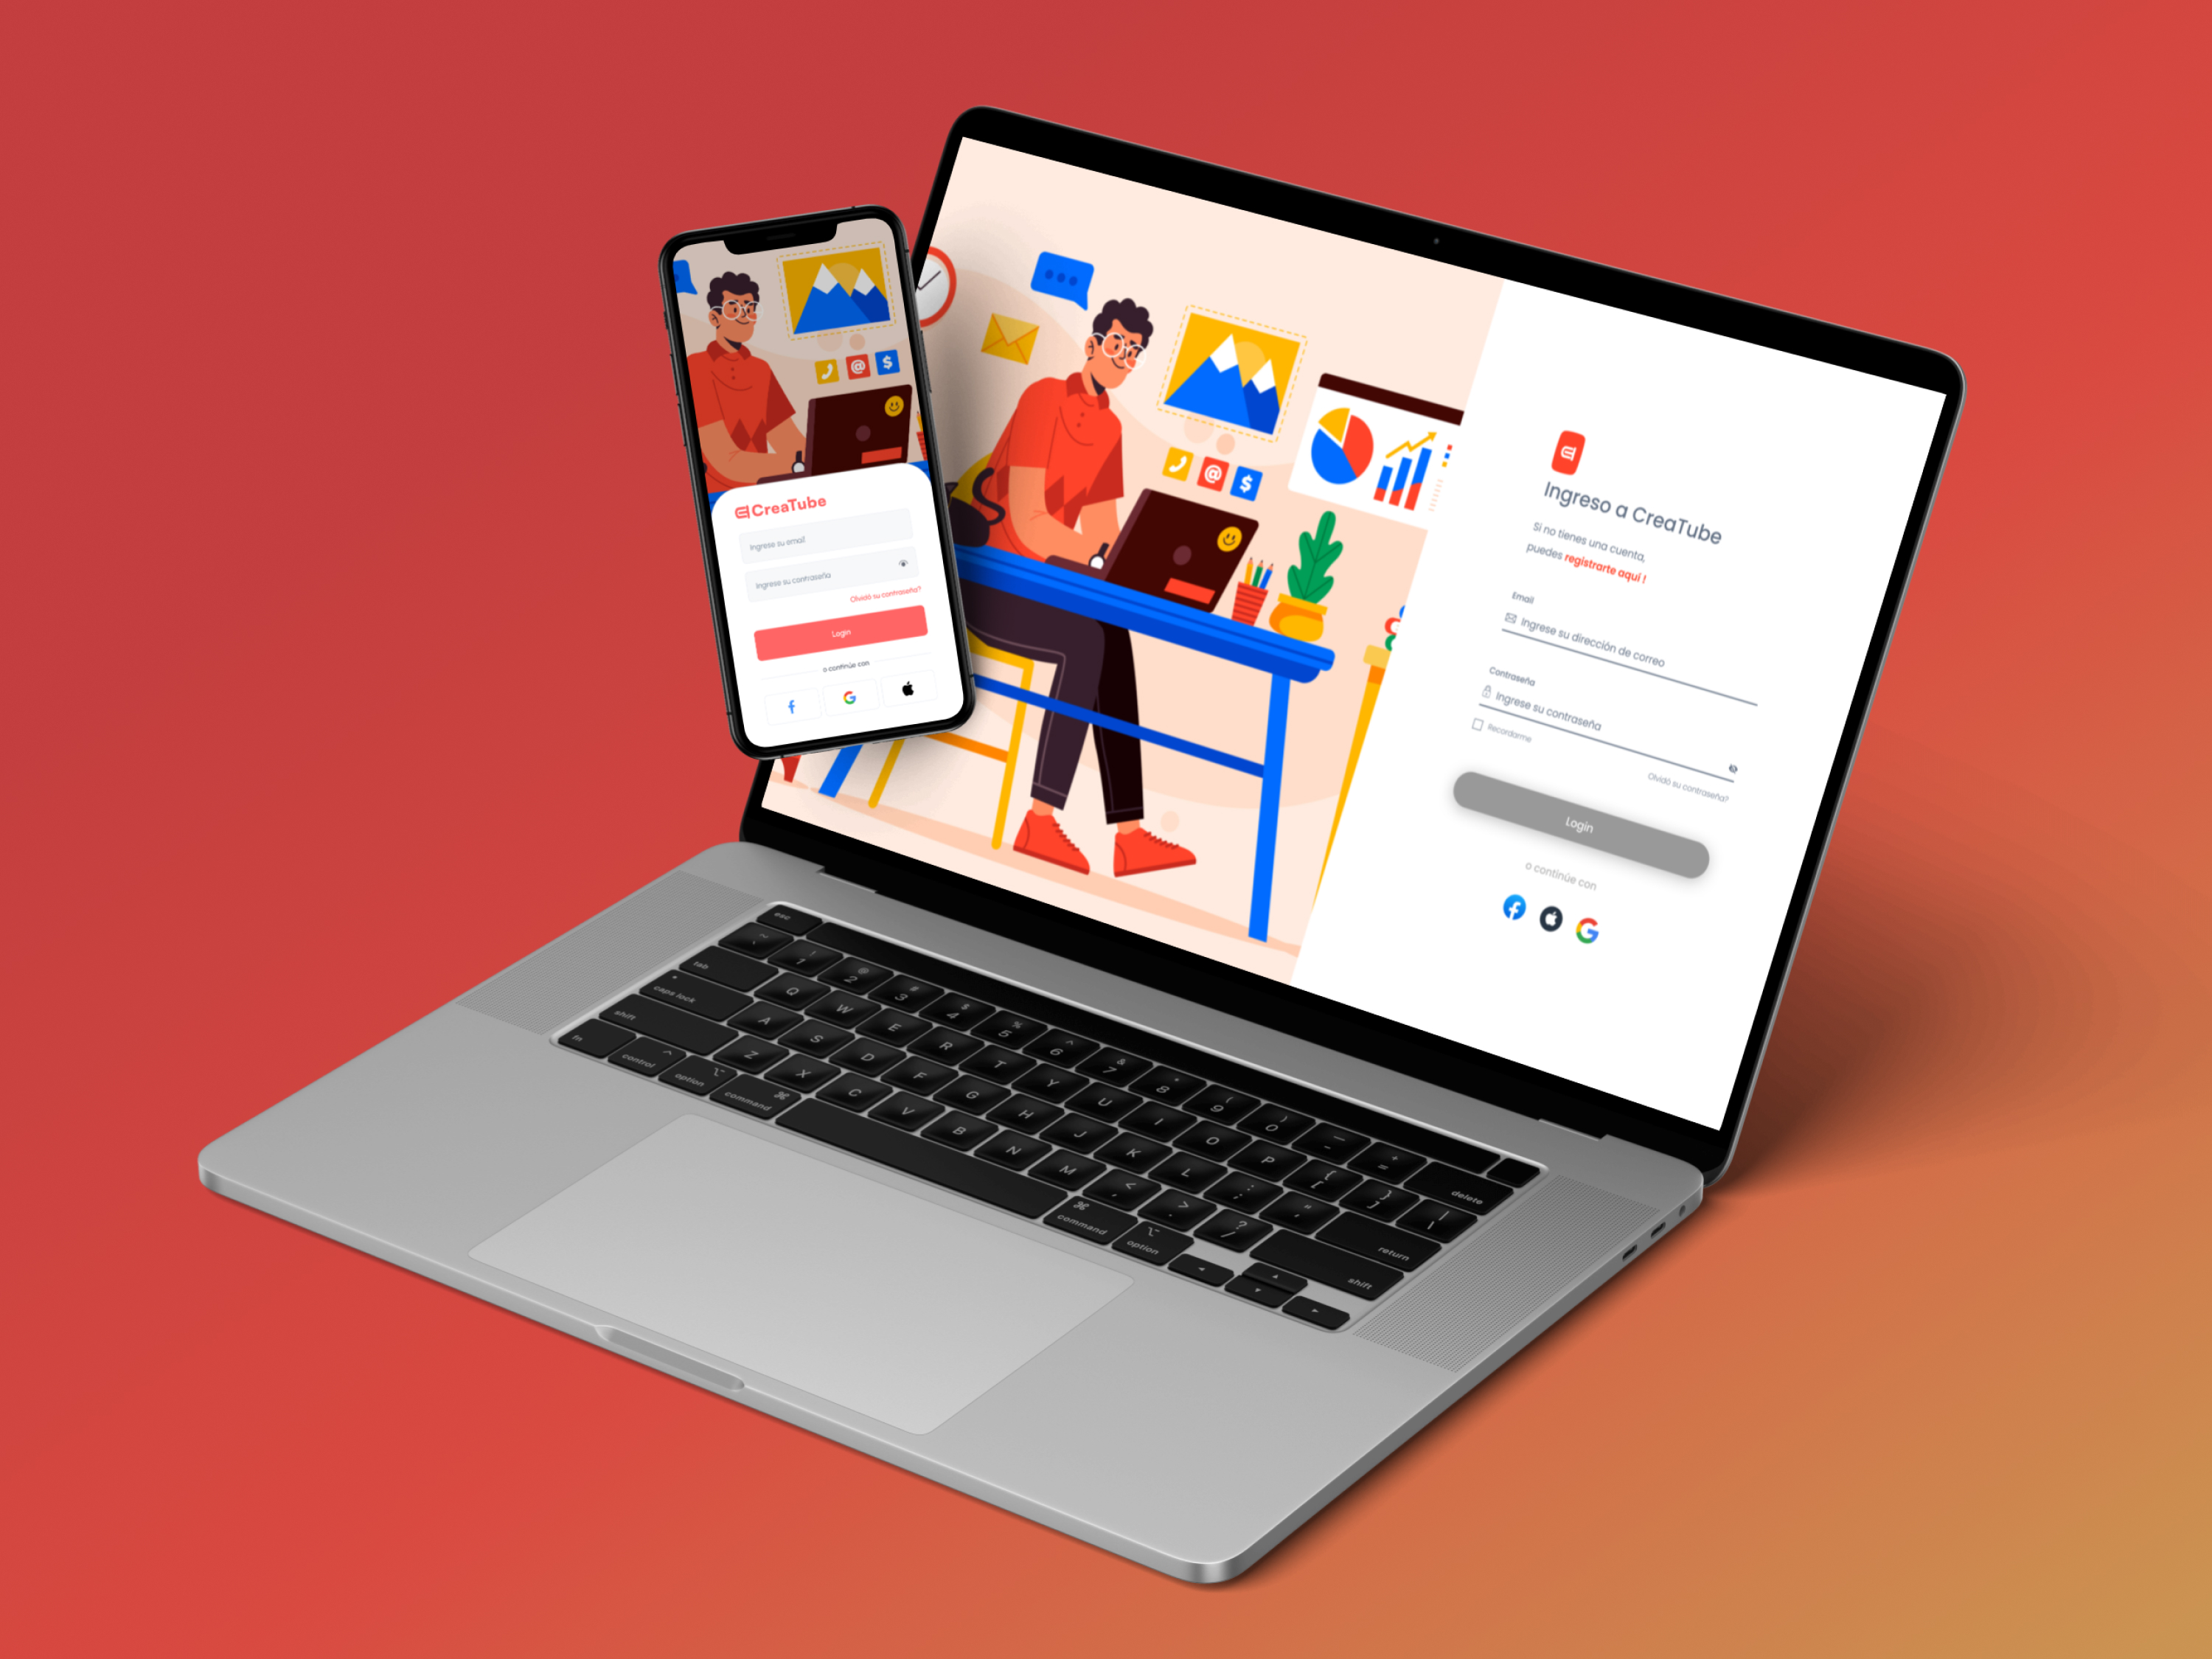 CreaTube
Ingrese su email
Ingrese su contraseña
Olvidó su contraseña?
Login
o continúe con
Ingreso a CreaTube
Si no tienes una cuenta,
puedes registrarte aquí !
Email
Ingrese su dirección de correo
Contraseña
Ingrese su contraseña
Recordarme
Olvidó su contraseña?
Login
o continúe con
@ $
@ $
esc
~ ! 1 @ 2 # 3 $ 4 % 5 ^ 6 & 7 * 8 ( 9 ) 0 — - + = delete
tab Q W E R T Y U I O P { [ } ] | \
caps lock A S D F G H J K L : ; " ' return
shift Z X C V B N M < , > . ? / shift
fn control option command command option